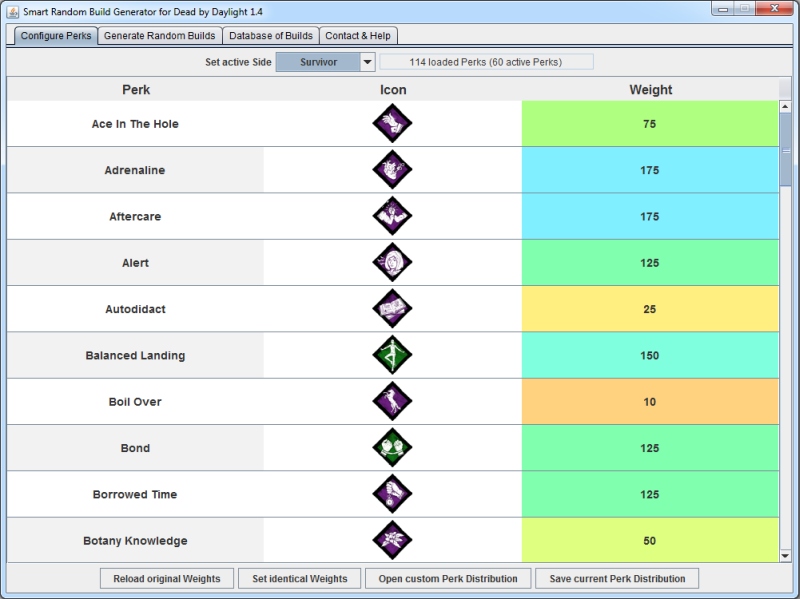 Smart Random Build Generator for Dead by Daylight 1.4
Configure Perks Generate Random Builds Database of Builds Contact & Help
Set active Side Survivor 114 loaded Perks (60 active Perks)
Perk Icon Weight
Ace In The Hole 75
Adrenaline 175
Aftercare 175
Alert 125
Autodidact 25
Balanced Landing 150
Boil Over 10
Bond 125
Borrowed Time 125
Botany Knowledge 50
Reload original Weights Set identical Weights Open custom Perk Distribution Save current Perk Distribution